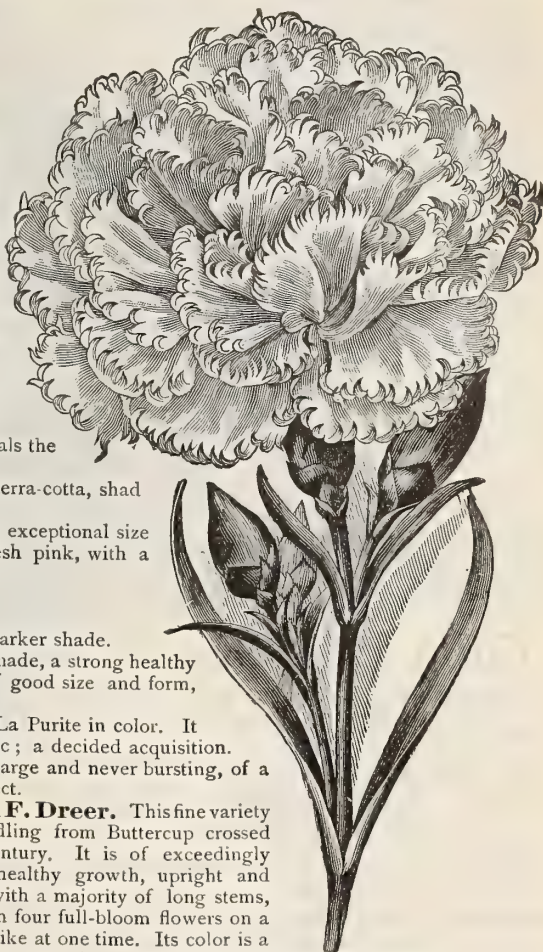 als the
erra-cotta, shad
exceptional size
esh pink, with a
arker shade.
hade, a strong healthy
good size and form,
La Purite in color. It
c; a decided acquisition.
arge and never bursting, of a
ct.
F. Dreer. This fine variety
lling from Buttercup crossed
ntury. It is of exceedingly
healthy growth, upright and
with a majority of long stems,
n four full-bloom flowers on a
ike at one time. Its color is a